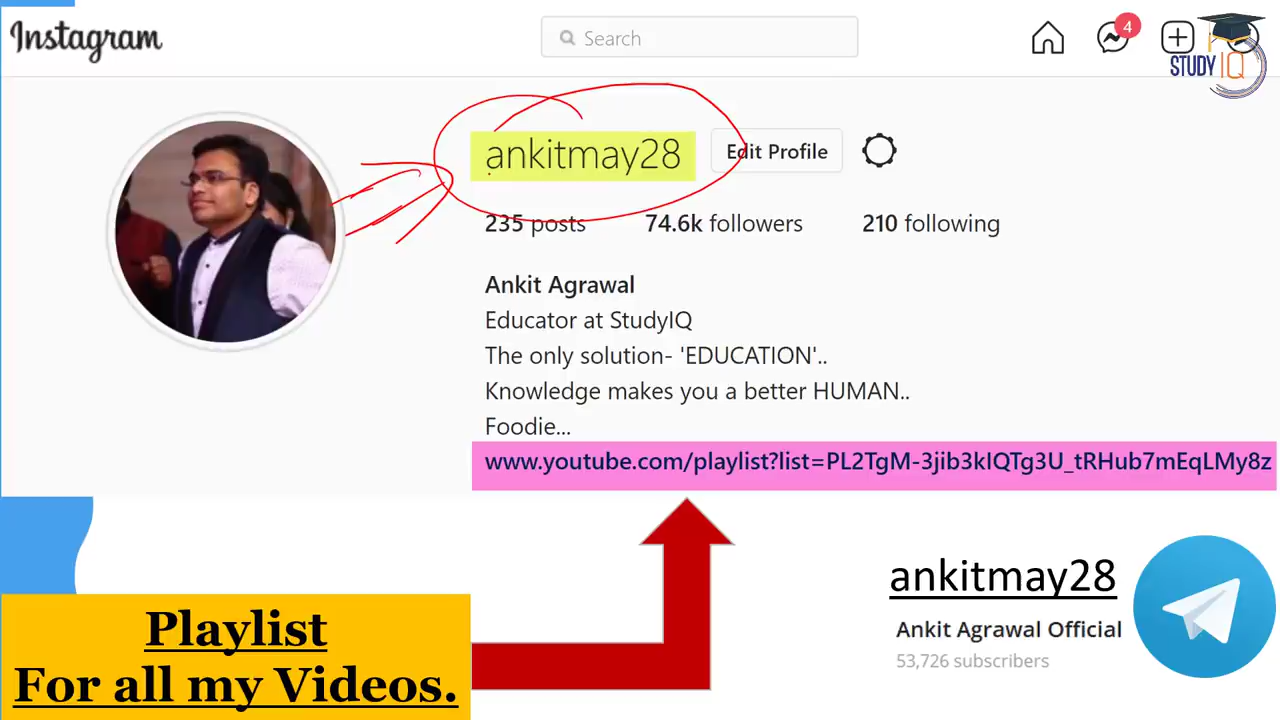 Instagram
Search
4
STUDY IQ
ankitmay28
Edit Profile
235 posts 74.6k followers 210 following
Ankit Agrawal
Educator at StudyIQ
The only solution- 'EDUCATION'..
Knowledge makes you a better HUMAN..
Foodie...
www.youtube.com/playlist?list=PL2TgM-3jib3kIQTg3U_tRHub7mEqLMy8z
ankitmay28
Ankit Agrawal Official
53,726 subscribers
Playlist
For all my Videos.